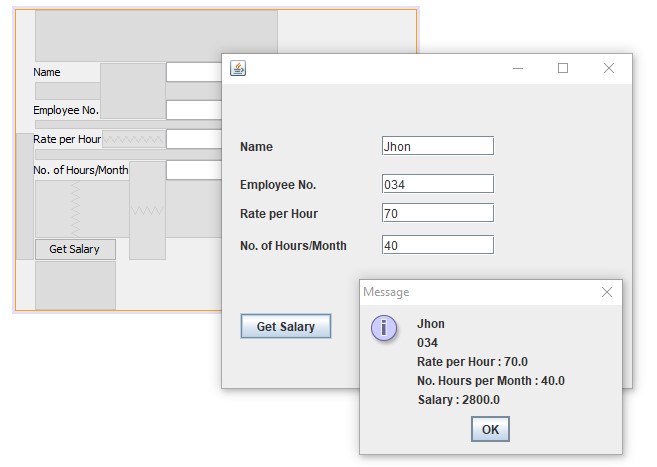 Name
Employee No.
Rate per Hour
No. of Hours/Month
Get Salary
Name Jhon
Employee No. 034
Rate per Hour 70
No. of Hours/Month 40
Get Salary
Message
Jhon
034
Rate per Hour : 70.0
No. Hours per Month : 40.0
Salary : 2800.0
OK